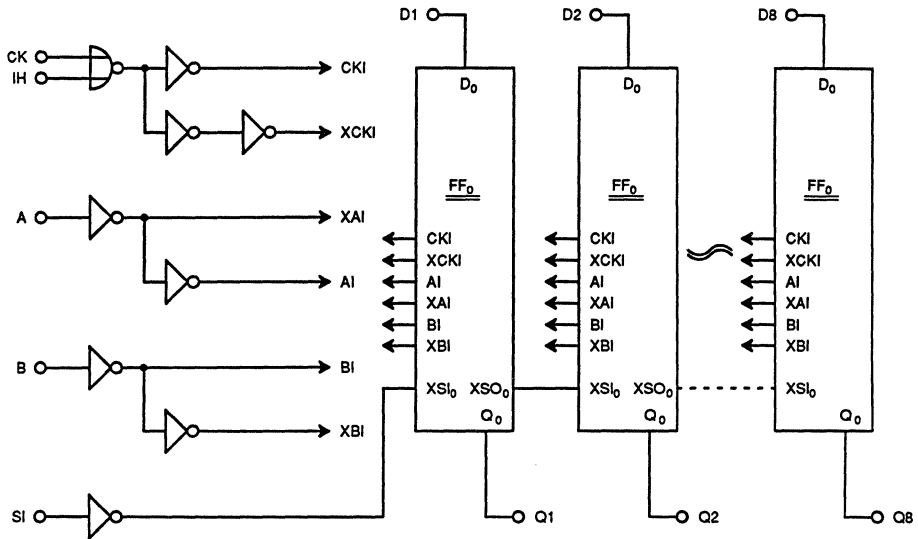 D1
D2
D8
CK
IH
CKI
XCKI
A
XAI
AI
B
BI
XBI
SI
D₀
FF₀
CKI
XCKI
AI
XAI
BI
XBI
XSI₀ XSO₀
Q₀
Q1
D₀
FF₀
CKI
XCKI
AI
XAI
BI
XBI
XSI₀ XSO₀
Q₀
Q2
D₀
FF₀
CKI
XCKI
AI
XAI
BI
XBI
XSI₀
Q₀
Q8